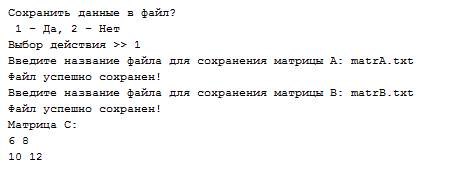 Сохранить данные в файл?
1 - Да, 2 - Нет
Выбор действия >> 1
Введите название файла для сохранения матрицы A: matrA.txt
Файл успешно сохранен!
Введите название файла для сохранения матрицы B: matrB.txt
Файл успешно сохранен!
Матрица C:
6 8
10 12